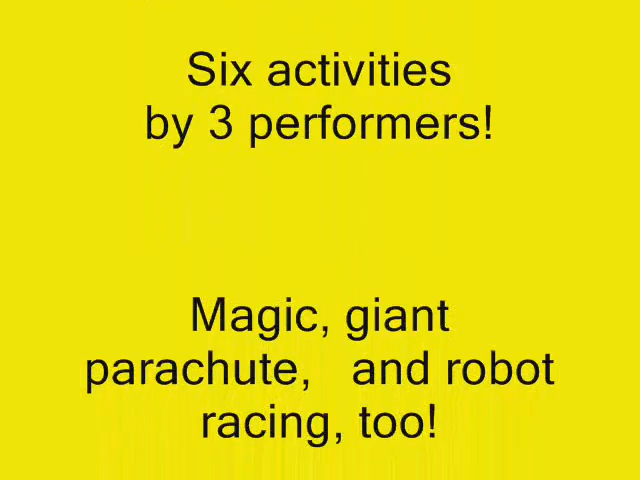 Six activities
by 3 performers!
Magic, giant
parachute, and robot
racing, too!